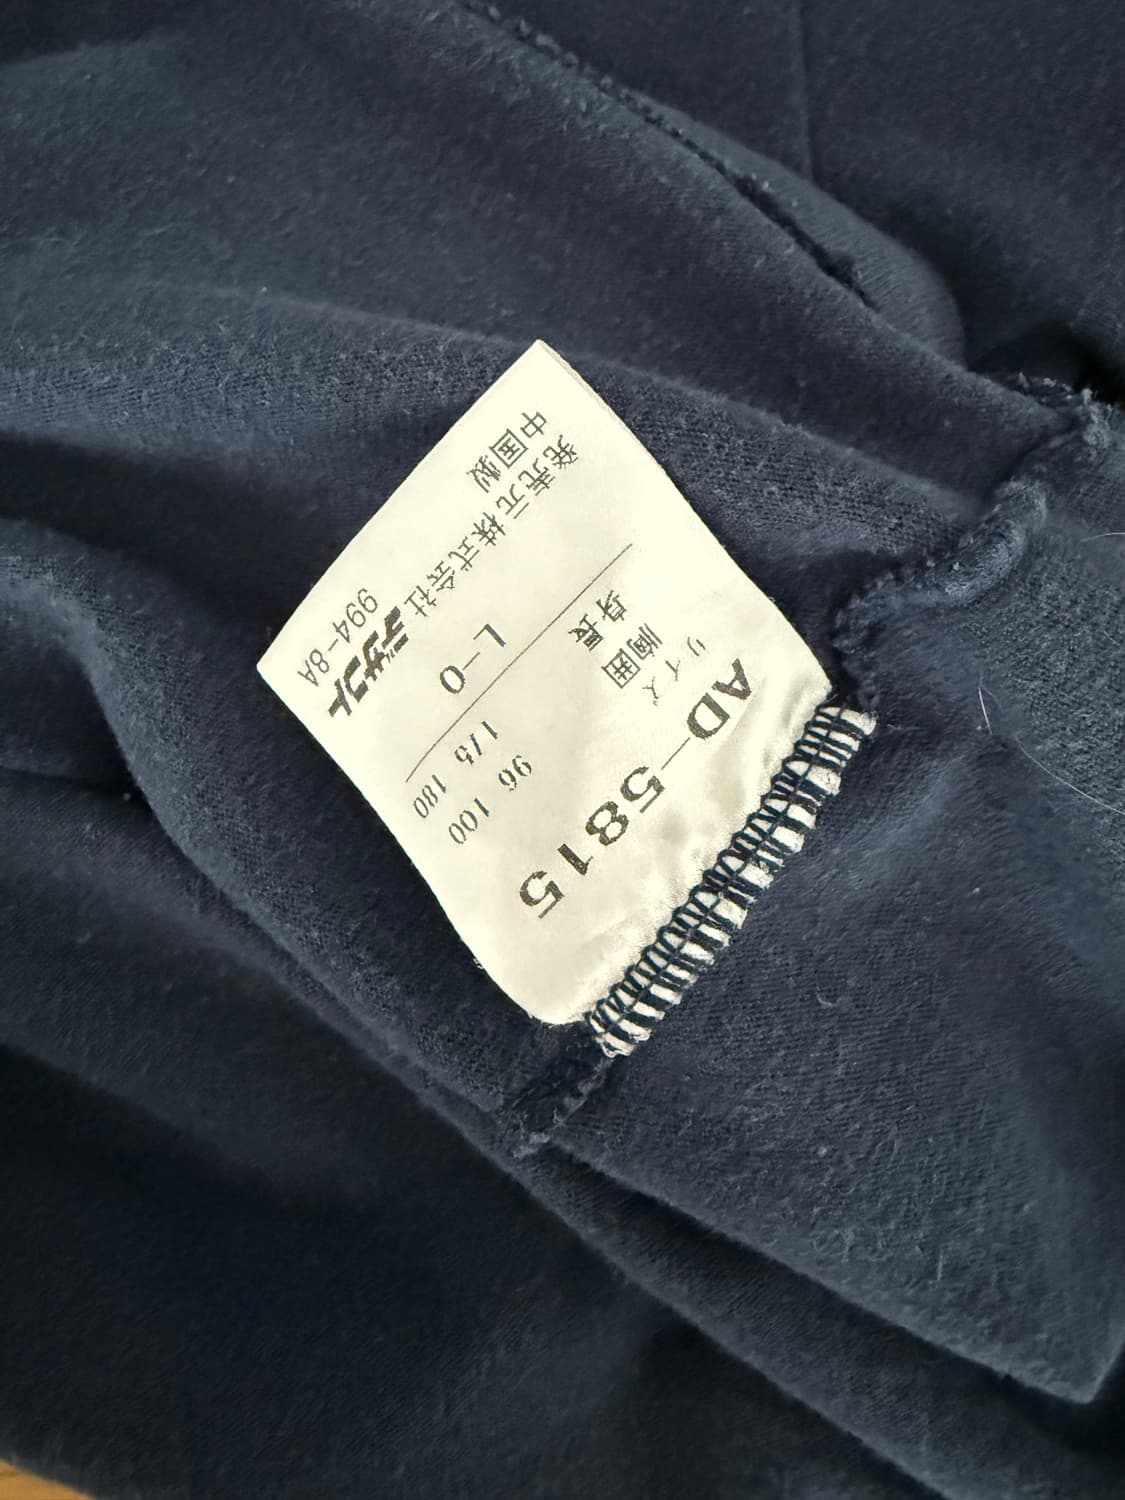 AD-5815
サイズ
胸囲 96 100
身長 175 180
L-O
発売元株式会社デサント
中国製 994-8A